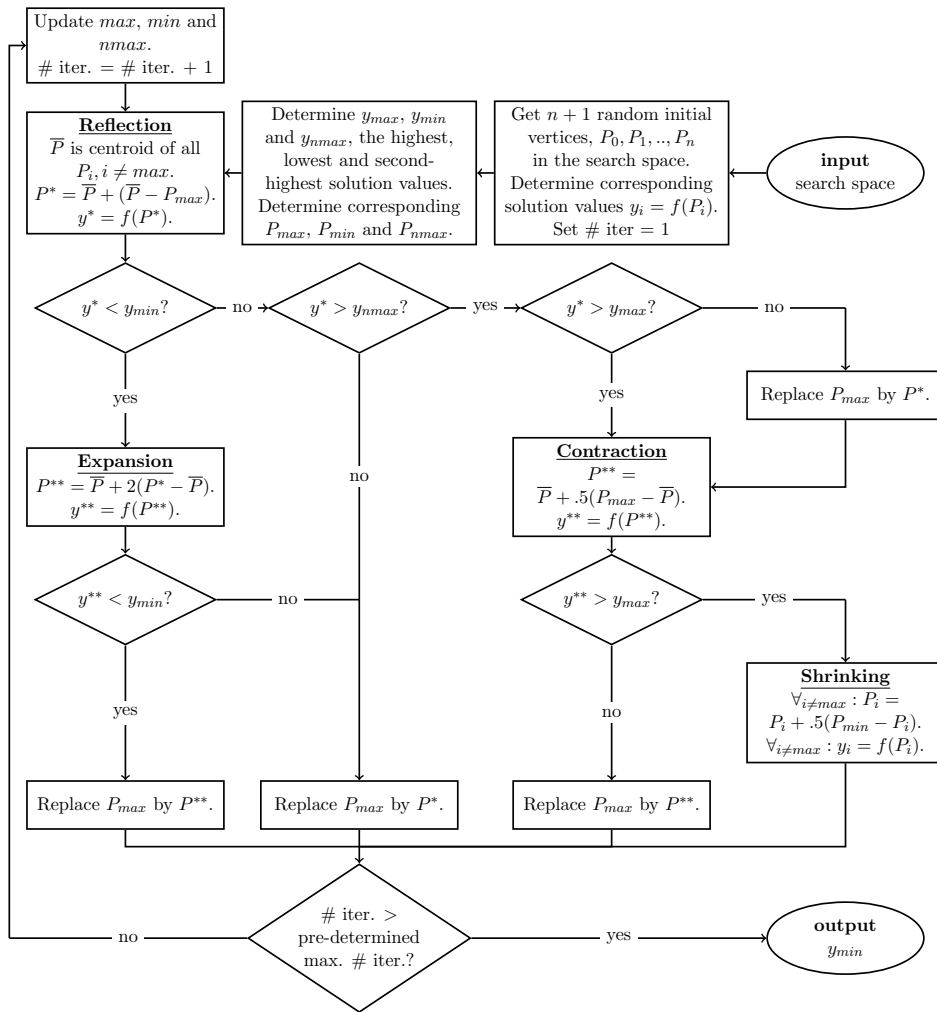 Update max, min and
nmax.
# iter. = # iter. + 1
Reflection
P̅ is centroid of all
P_i, i ≠ max.
P* = P̅ + (P̅ − P_max).
y* = f(P*).
Determine y_max, y_min
and y_nmax, the highest,
lowest and second-
highest solution values.
Determine corresponding
P_max, P_min and P_nmax.
Get n + 1 random initial
vertices, P_0, P_1, .., P_n
in the search space.
Determine corresponding
solution values y_i = f(P_i).
Set # iter = 1
input
search space
y* < y_min?
no
y* > y_nmax?
yes
y* > y_max?
no
yes
no
yes
Replace P_max by P*.
Expansion
P** = P̅ + 2(P* − P̅).
y** = f(P**).
Contraction
P** =
P̅ + .5(P_max − P̅).
y** = f(P**).
y** < y_min?
no
y** > y_max?
yes
yes
no
Shrinking
∀_i≠max : P_i =
P_i + .5(P_min − P_i).
∀_i≠max : y_i = f(P_i).
Replace P_max by P**.
Replace P_max by P*.
Replace P_max by P**.
no
# iter. >
pre-determined
max. # iter.?
yes
output
y_min